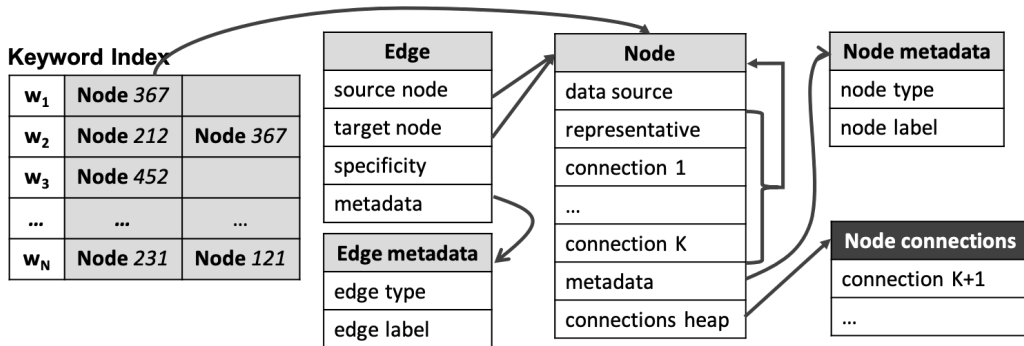 Keyword Index
w1 Node 367
w2 Node 212 Node 367
w3 Node 452
... ... ...
wN Node 231 Node 121
Edge
source node
target node
specificity
metadata
Edge metadata
edge type
edge label
Node
data source
representative
connection 1
...
connection K
metadata
connections heap
Node metadata
node type
node label
Node connections
connection K+1
...